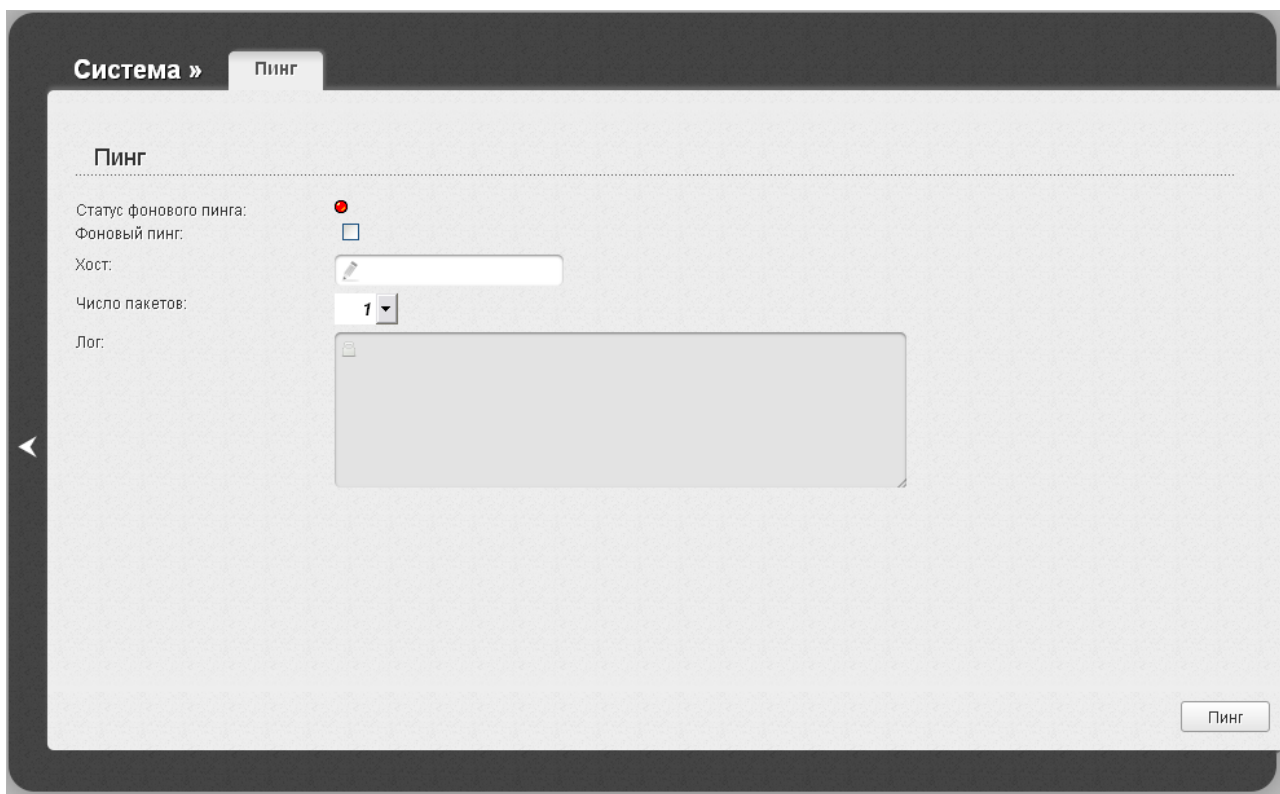 Система » Пинг
Пинг
Статус фонового пинга:
Фоновый пинг:
Хост:
Число пакетов: 1
Лог:
Пинг